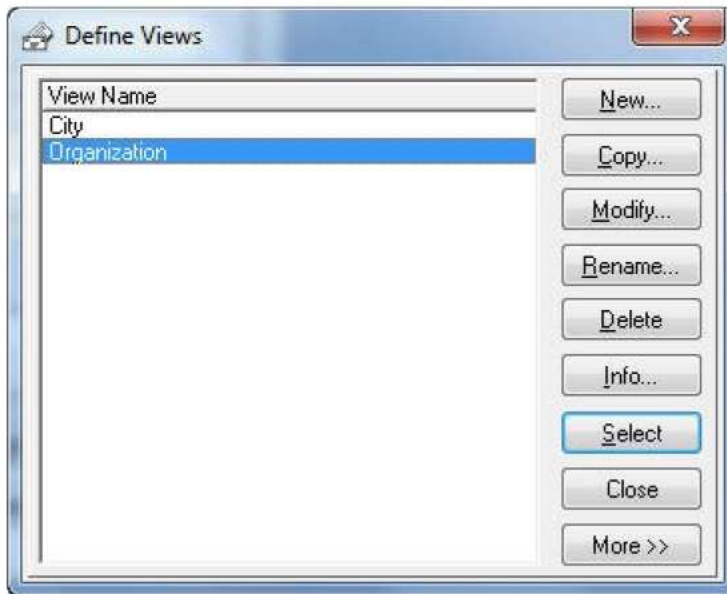 Define Views
View Name
City
Organization
New...
Copy...
Modify...
Rename...
Delete
Info...
Select
Close
More >>